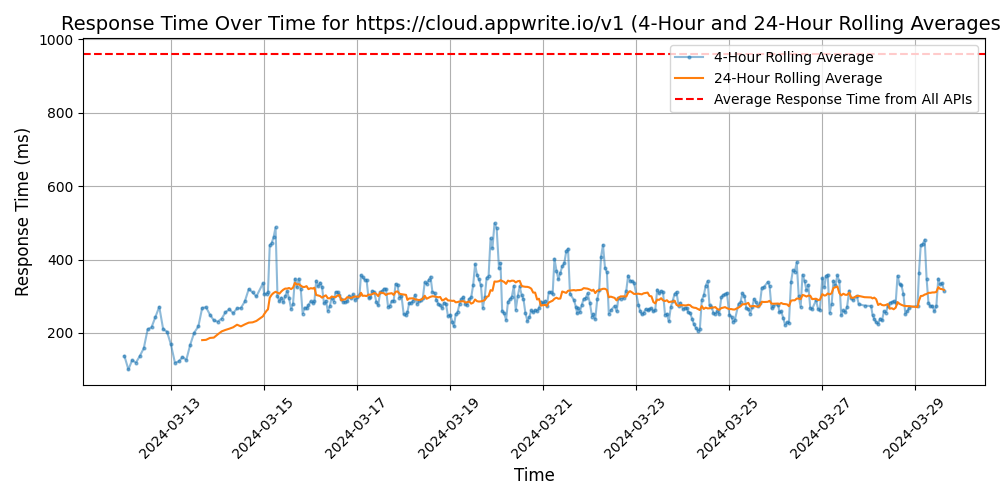 Response Time Over Time for https://cloud.appwrite.io/v1 (4-Hour and 24-Hour Rolling Averages
4-Hour Rolling Average
24-Hour Rolling Average
Average Response Time from All APIs
Response Time (ms)
1000
800
600
400
200
2024-03-13
2024-03-15
2024-03-17
2024-03-19
2024-03-21
2024-03-23
2024-03-25
2024-03-27
2024-03-29
Time